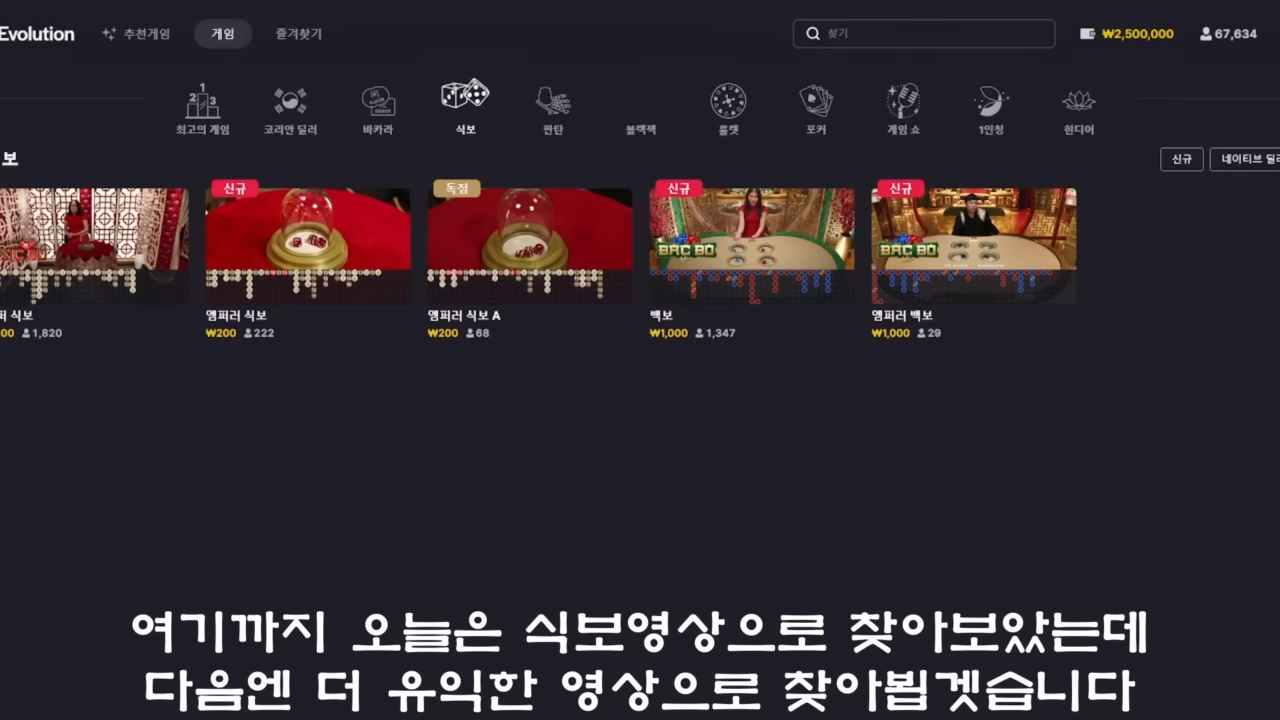 Evolution
추천게임
게임
즐겨찾기
찾기
₩2,500,000
67,634
최고의 게임
코리안 딜러
바카라
식보
판탄
블랙잭
룰렛
포커
게임 쇼
1인칭
힌디어
보
신규
네이티브 딜러
신규
독점
신규
신규
BAC BO
BAC BO
퍼 식보
엠퍼러 식보
엠퍼러 식보 A
백보
엠퍼러 백보
00
1,820
₩200
222
₩200
68
₩1,000
1,347
₩1,000
29
여기까지 오늘은 식보영상으로 찾아보았는데
다음엔 더 유익한 영상으로 찾아뵙겠습니다